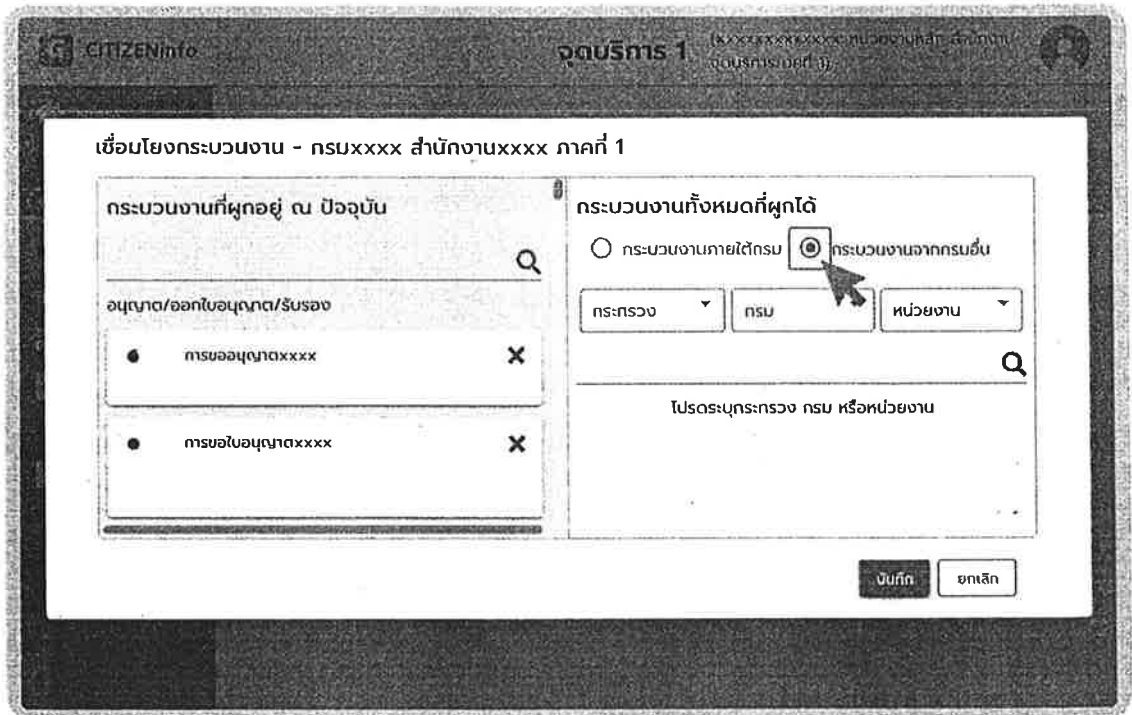 CITIZENinfo
จุดบริการ 1
เชื่อมโยงกระบวนงาน - กรมxxxx สำนักงานxxxx ภาคที่ 1
กระบวนงานที่ผูกอยู่ ณ ปัจจุบัน
อนุญาต/ออกใบอนุญาต/รับรอง
การขออนุญาตxxxx
การขอใบอนุญาตxxxx
กระบวนงานทั้งหมดที่ผูกได้
กระบวนงานภายใต้กรม กระบวนงานจากกรมอื่น
กระทรวง กรม หน่วยงาน
โปรดระบุกระทรวง กรม หรือหน่วยงาน
บันทึก ยกเลิก